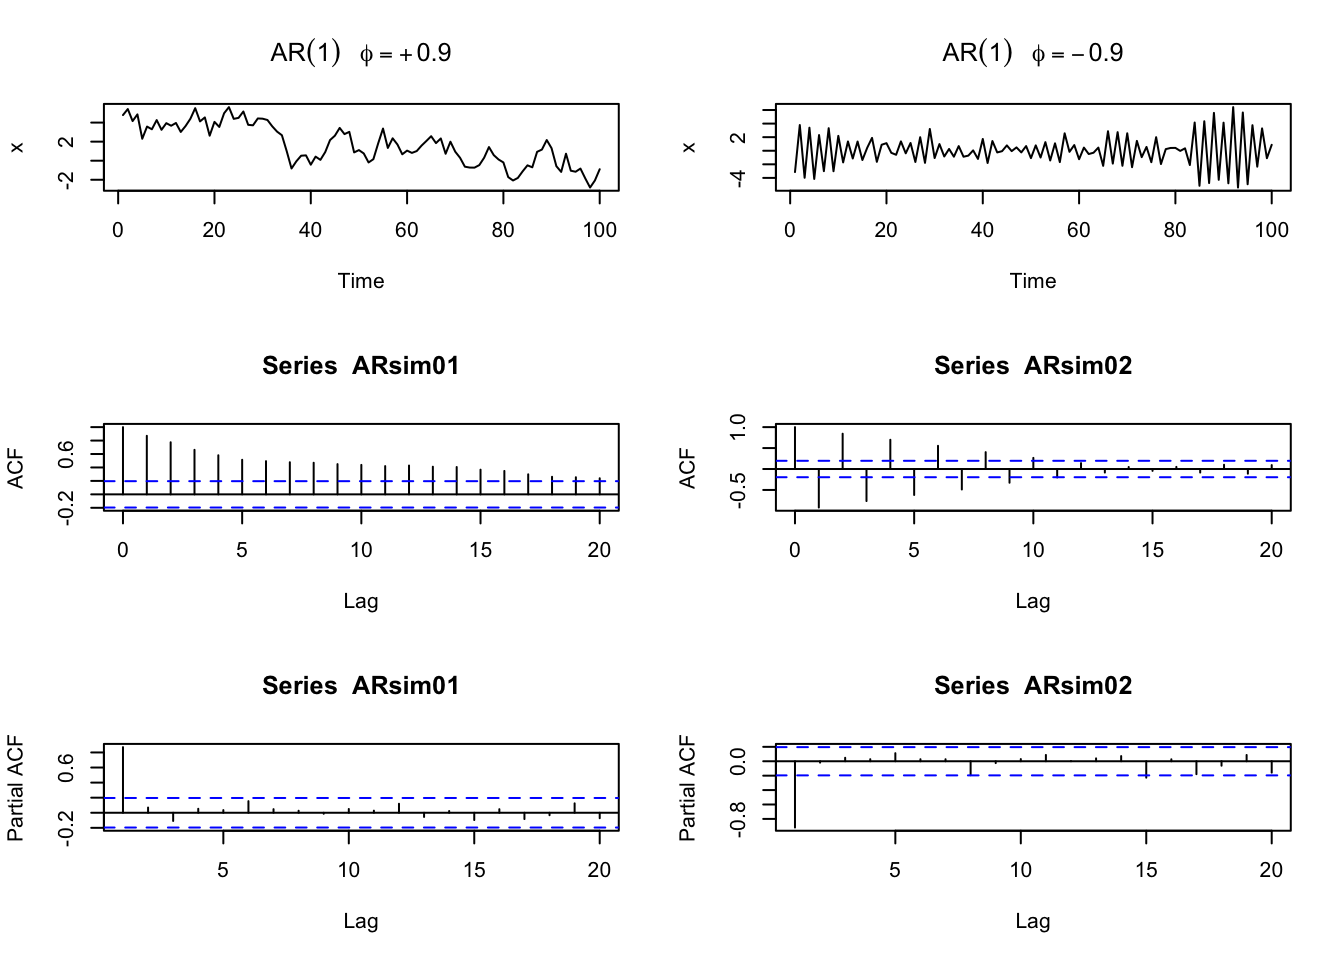 AR(1) ϕ = + 0.9
x
2
-2
0 20 40 60 80 100
Time
AR(1) ϕ = − 0.9
x
2
-4
0 20 40 60 80 100
Time
Series ARsim01
ACF
0.6
-0.2
0 5 10 15 20
Lag
Series ARsim02
ACF
1.0
-0.5
0 5 10 15 20
Lag
Series ARsim01
Partial ACF
0.6
-0.2
5 10 15 20
Lag
Series ARsim02
Partial ACF
0.0
-0.8
5 10 15 20
Lag